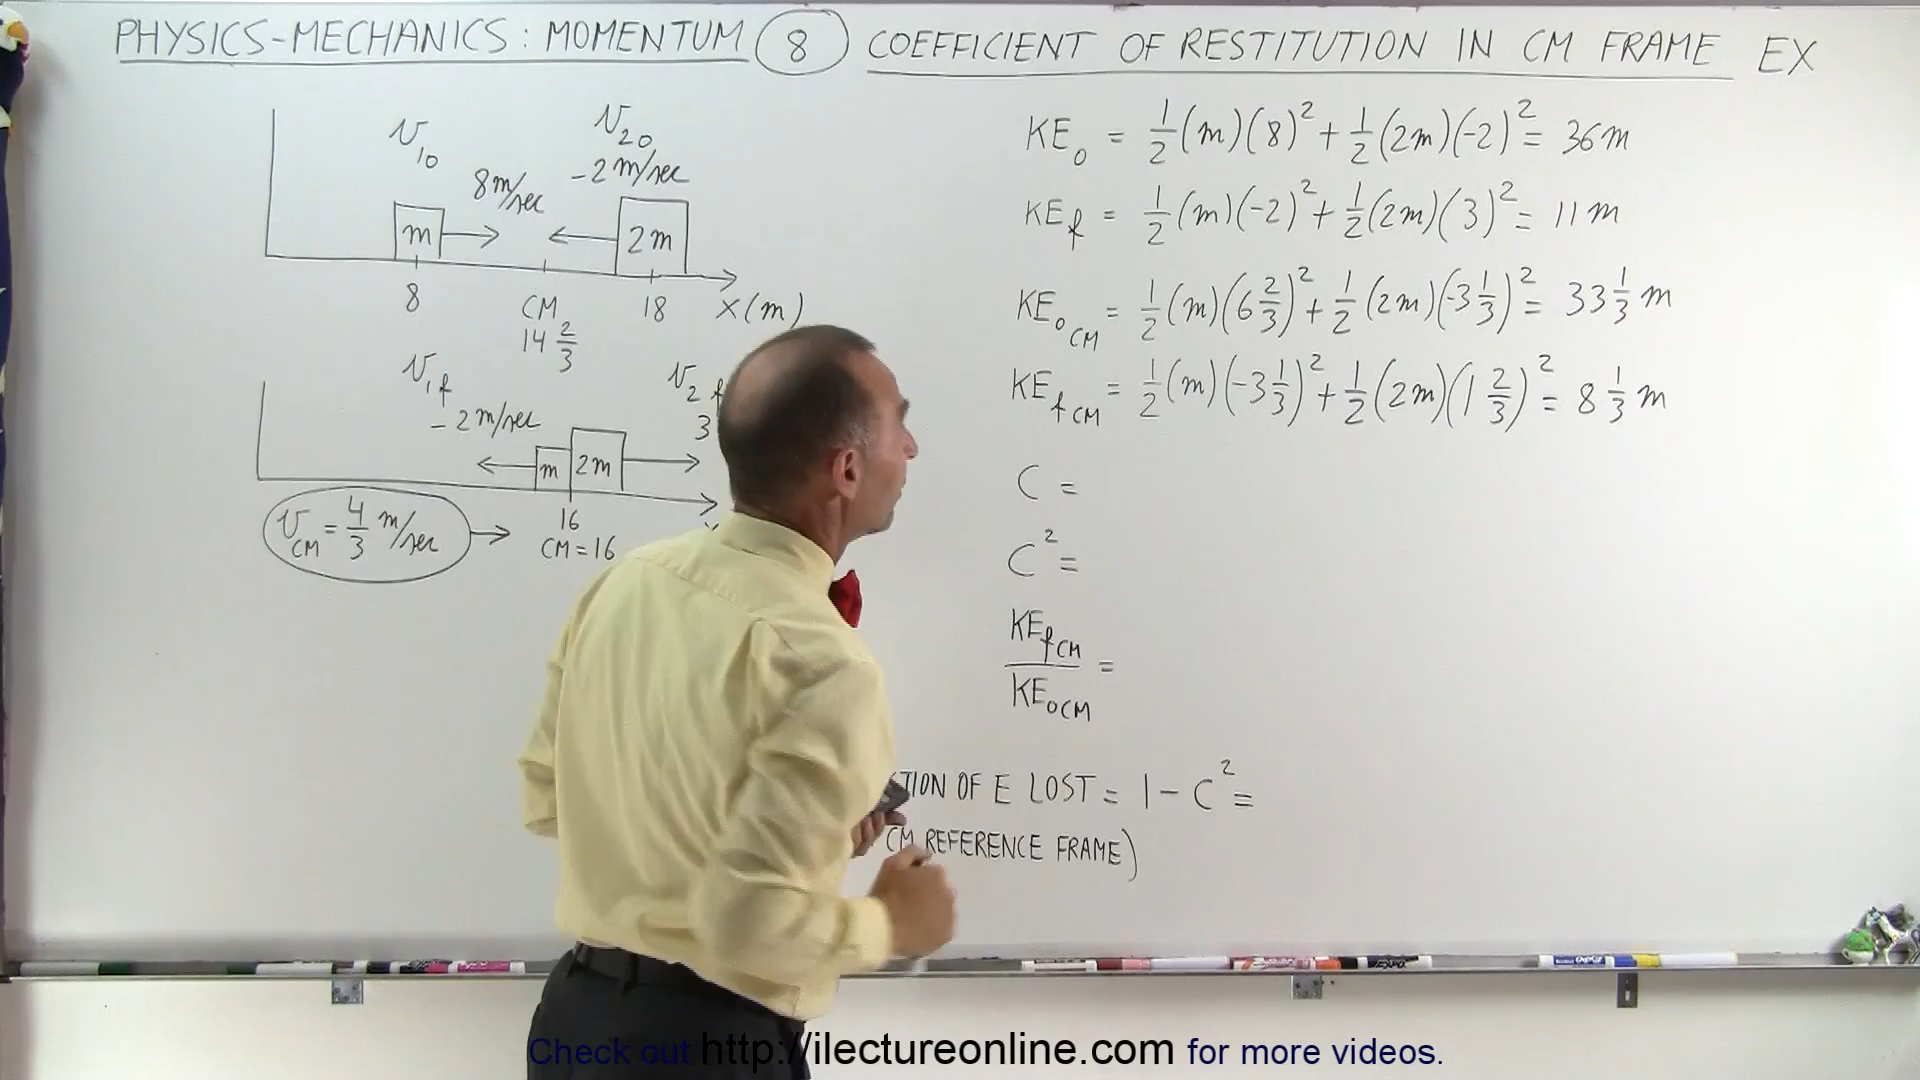 PHYSICS-MECHANICS: MOMENTUM 8 COEFFICIENT OF RESTITUTION IN CM FRAME EX
v₁₀
v₂₀
8 m/sec
-2 m/sec
m
2m
8
CM
14 2/3
18
X(m)
v₁f
-2 m/sec
v₂f
3
m
2m
16
CM=16
v_CM = 4/3 m/sec
KE₀ = 1/2(m)(8)² + 1/2(2m)(-2)² = 36m
KE_f = 1/2(m)(-2)² + 1/2(2m)(3)² = 11m
KE₀CM = 1/2(m)(6 2/3)² + 1/2(2m)(-3 1/3)² = 33 1/3 m
KE_fCM = 1/2(m)(-3 1/3)² + 1/2(2m)(1 2/3)² = 8 1/3 m
C =
C² =
KE_fCM / KE₀CM =
TION OF E LOST = 1 - C² =
CM REFERENCE FRAME)
Check out http://ilectureonline.com for more videos.